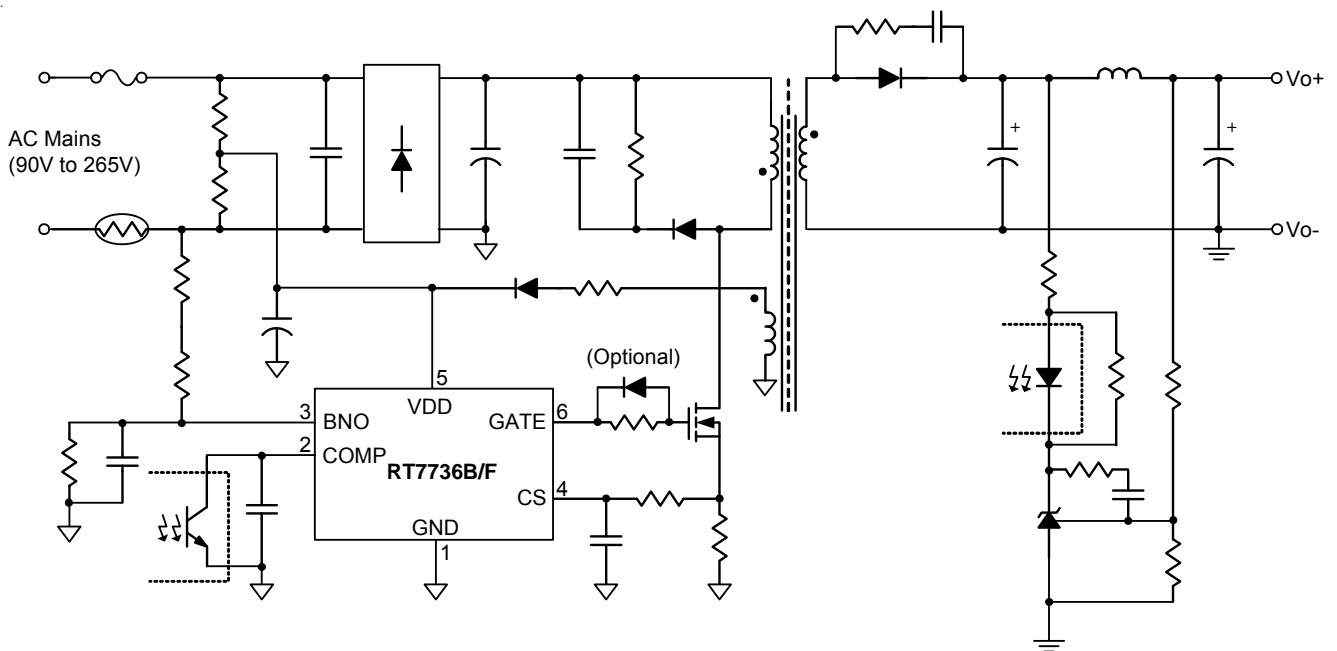 AC Mains
(90V to 265V)
+
+
Vo+
Vo-
(Optional)
5
VDD
3
BNO
GATE
6
2
COMP
RT7736B/F
CS
4
GND
1